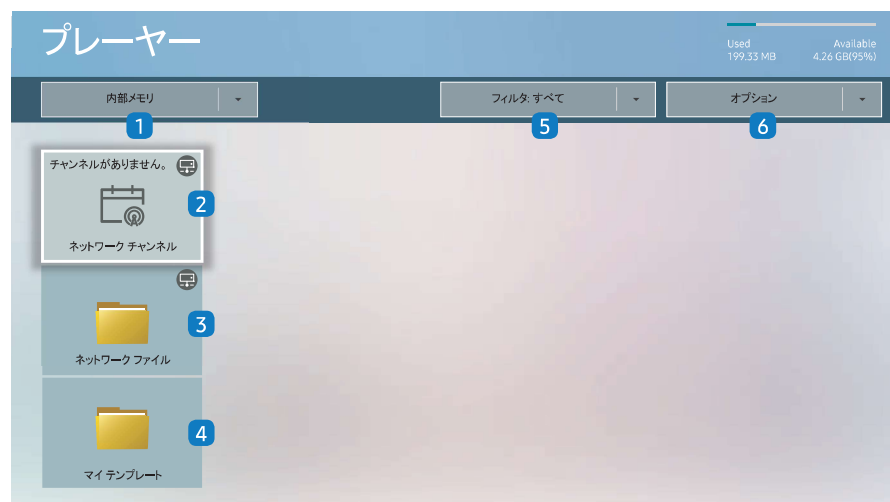 プレーヤー
Used Available
199.33 MB 4.26 GB(95%)
内部メモリ フィルタ: すべて オプション
1 5 6
チャンネルがありません。
2
ネットワーク チャンネル
3
ネットワーク ファイル
4
マイ テンプレート